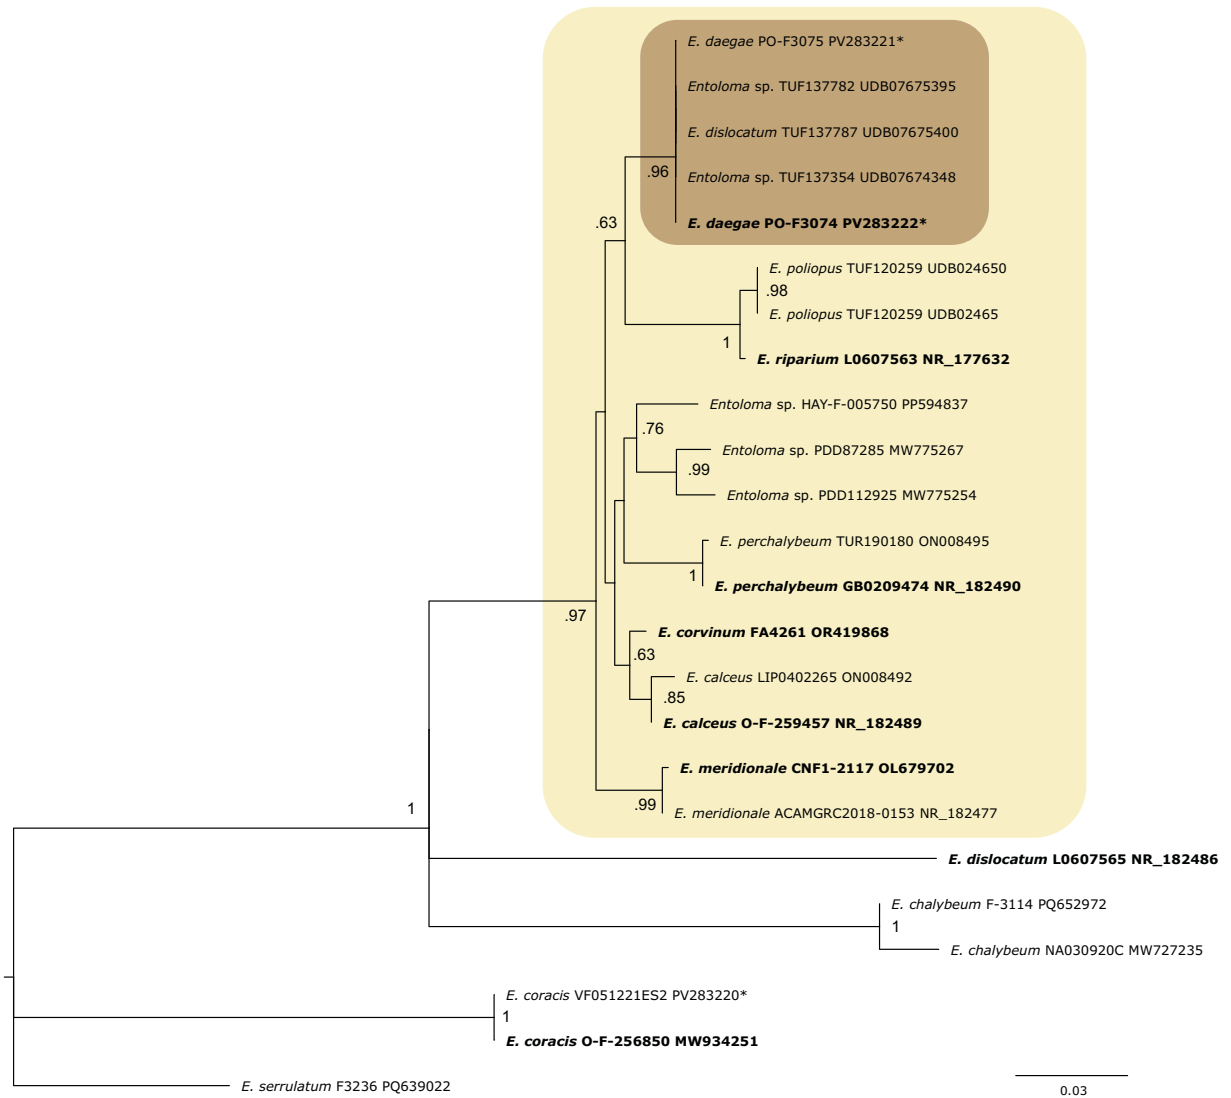 E. daegae PO-F3075 PV283221*
Entoloma sp. TUF137782 UDB07675395
E. dislocatum TUF137787 UDB07675400
.96
Entoloma sp. TUF137354 UDB07674348
.63
E. daegae PO-F3074 PV283222*
E. poliopus TUF120259 UDB024650
.98
E. poliopus TUF120259 UDB02465
1
E. riparium L0607563 NR_177632
Entoloma sp. HAY-F-005750 PP594837
.76
Entoloma sp. PDD87285 MW775267
.99
Entoloma sp. PDD112925 MW775254
E. perchalybeum TUR190180 ON008495
1
E. perchalybeum GB0209474 NR_182490
.97
E. corvinum FA4261 OR419868
.63
E. calceus LIP0402265 ON008492
.85
E. calceus O-F-259457 NR_182489
E. meridionale CNF1-2117 OL679702
.99
E. meridionale ACAMGRC2018-0153 NR_182477
1
E. dislocatum L0607565 NR_182486
E. chalybeum F-3114 PQ652972
1
E. chalybeum NA030920C MW727235
E. coracis VF051221ES2 PV283220*
1
E. coracis O-F-256850 MW934251
E. serrulatum F3236 PQ639022
0.03